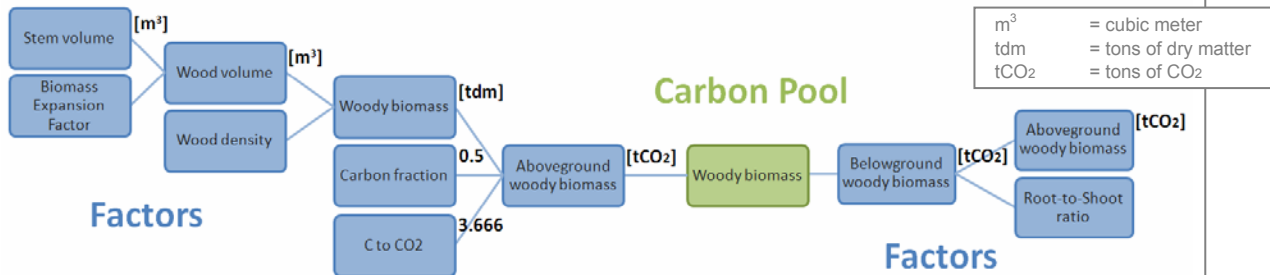 Stem volume
[m³]
Biomass
Expansion
Factor
Wood volume
[m³]
Wood density
Woody biomass
[tdm]
Carbon fraction
0.5
C to CO2
3.666
Factors
Aboveground
woody biomass
[tCO₂]
Carbon Pool
Woody biomass
Belowground
woody biomass
[tCO₂]
Aboveground
woody biomass
[tCO₂]
Root-to-Shoot
ratio
Factors
m³ = cubic meter
tdm = tons of dry matter
tCO₂ = tons of CO₂